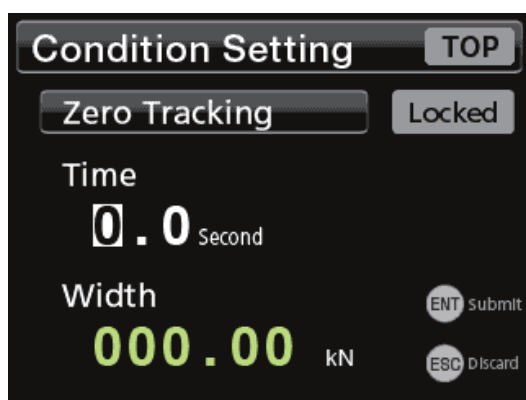 Condition Setting TOP
Zero Tracking Locked
Time
0.0 Second
Width
ENT Submit
000.00 kN
ESC Discard